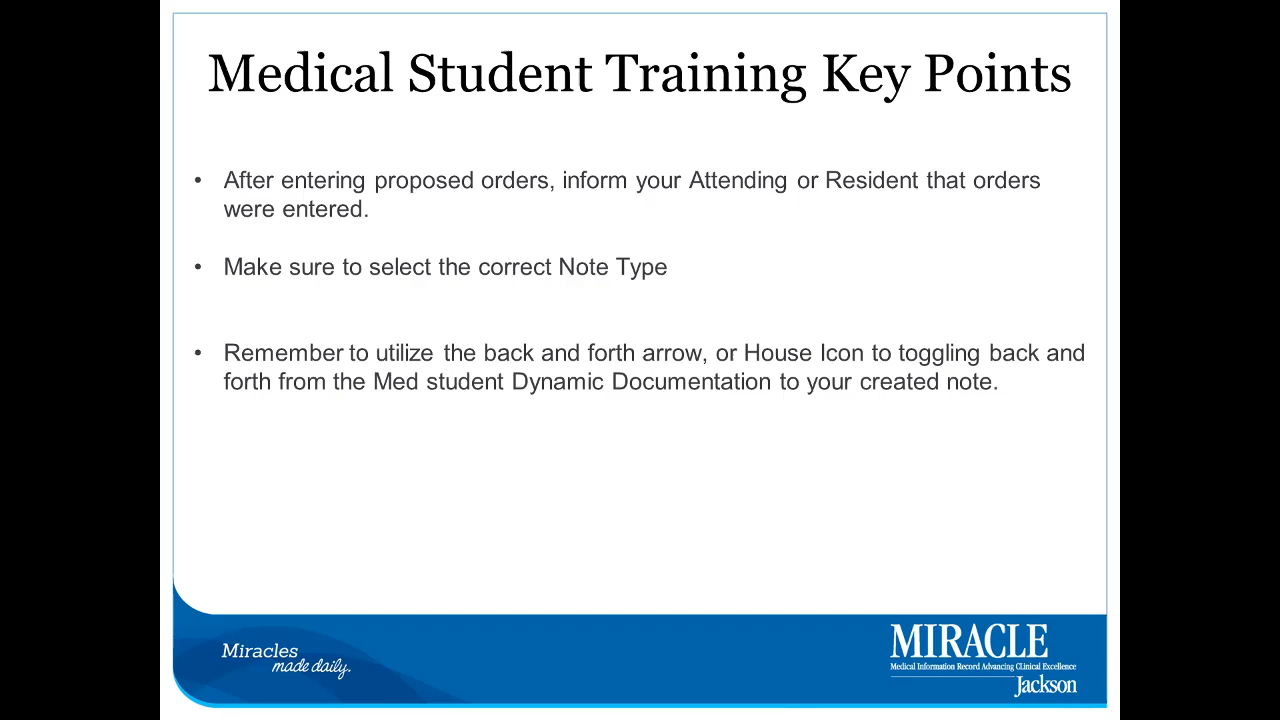 Medical Student Training Key Points
• After entering proposed orders, inform your Attending or Resident that orders
were entered.
• Make sure to select the correct Note Type
• Remember to utilize the back and forth arrow, or House Icon to toggling back and
forth from the Med student Dynamic Documentation to your created note.
Miracles
made daily.
MIRACLE
Medical Information Record Advancing CLinical Excellence
Jackson